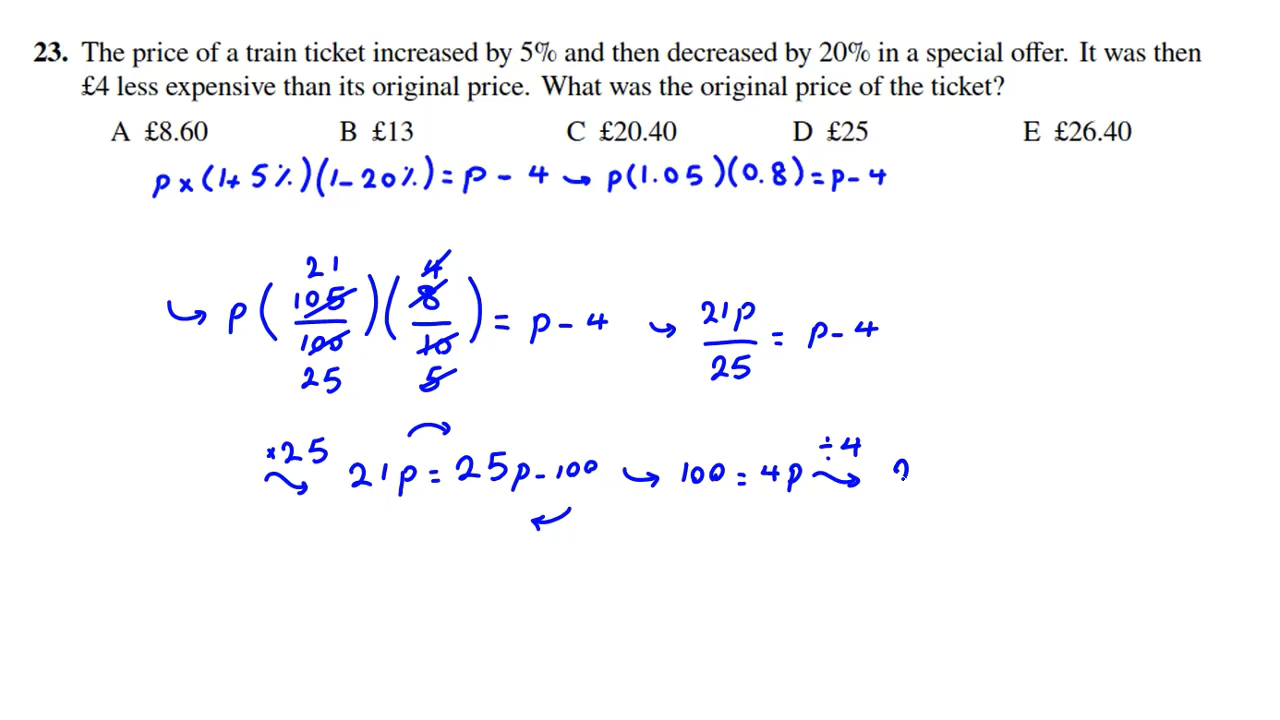 23. The price of a train ticket increased by 5% and then decreased by 20% in a special offer. It was then
£4 less expensive than its original price. What was the original price of the ticket?
A £8.60 B £13 C £20.40 D £25 E £26.40
p × (1 + 5%)(1 - 20%) = p - 4 ⤳ p(1.05)(0.8) = p - 4
21 4
↪ p(105/100)(8/10) = p - 4 ⤳ 21p/25 = p - 4
25 5
×25 ⤳ 21p = 25p - 100 ⤳ 100 = 4p ÷4 ⤳